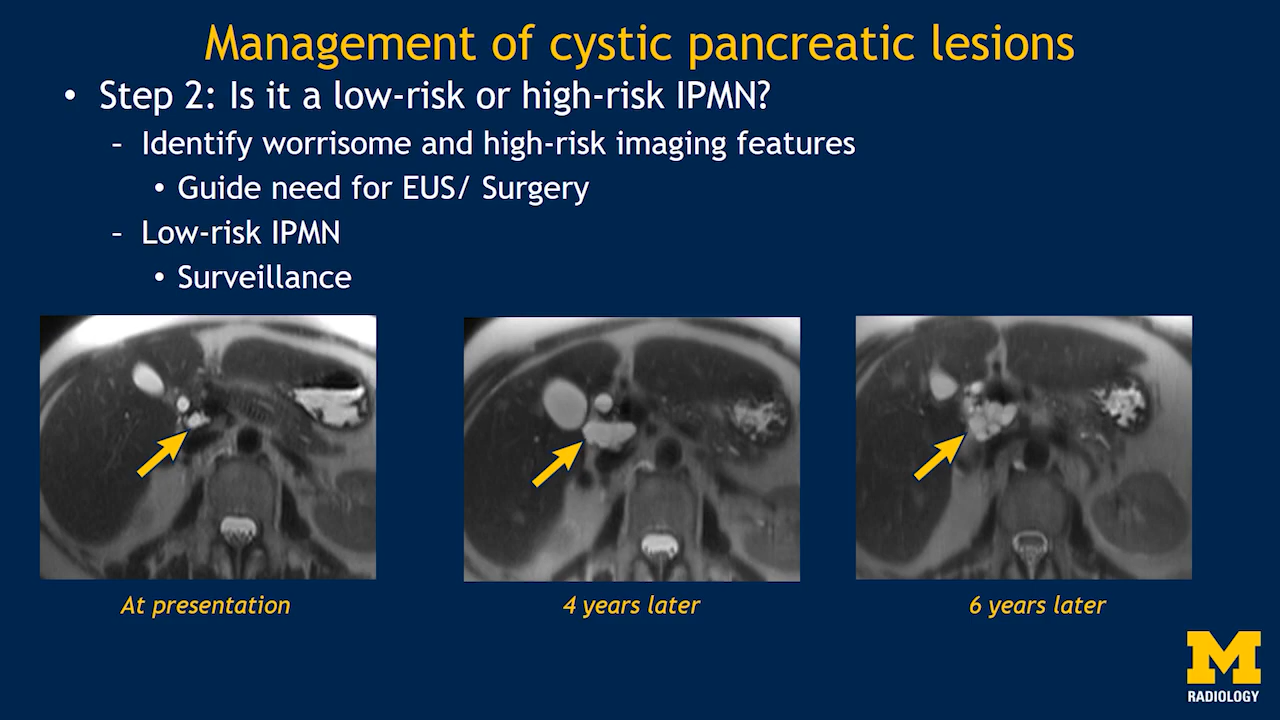 Management of cystic pancreatic lesions
• Step 2: Is it a low-risk or high-risk IPMN?
– Identify worrisome and high-risk imaging features
• Guide need for EUS/ Surgery
– Low-risk IPMN
• Surveillance
At presentation
4 years later
6 years later
M
RADIOLOGY